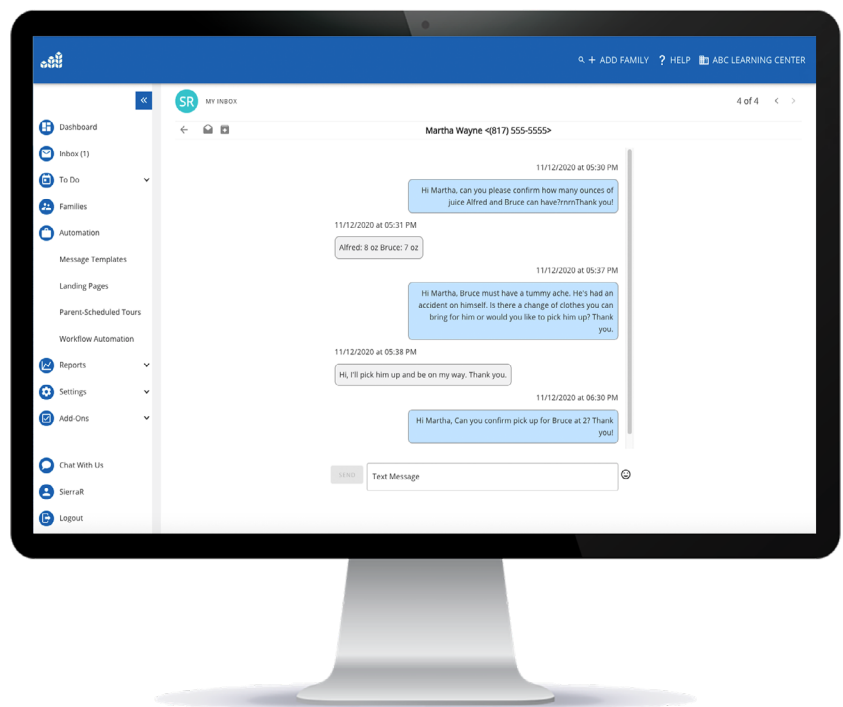 ADD FAMILY
HELP
ABC LEARNING CENTER
Dashboard
Inbox (1)
To Do
Families
Automation
Message Templates
Landing Pages
Parent-Scheduled Tours
Workflow Automation
Reports
Settings
Add-Ons
Chat With Us
SierraR
Logout
SR
MY INBOX
4 of 4
Martha Wayne <(817) 555-5555>
11/12/2020 at 05:30 PM
Hi Martha, can you please confirm how many ounces of
juice Alfred and Bruce can have?rnrnThank you!
11/12/2020 at 05:31 PM
Alfred: 8 oz Bruce: 7 oz
11/12/2020 at 05:37 PM
Hi Martha, Bruce must have a tummy ache. He's had an
accident on himself. Is there a change of clothes you can
bring for him or would you like to pick him up? Thank
you.
11/12/2020 at 05:38 PM
Hi, I'll pick him up and be on my way. Thank you.
11/12/2020 at 06:30 PM
Hi Martha, Can you confirm pick up for Bruce at 2? Thank
you!
SEND
Text Message